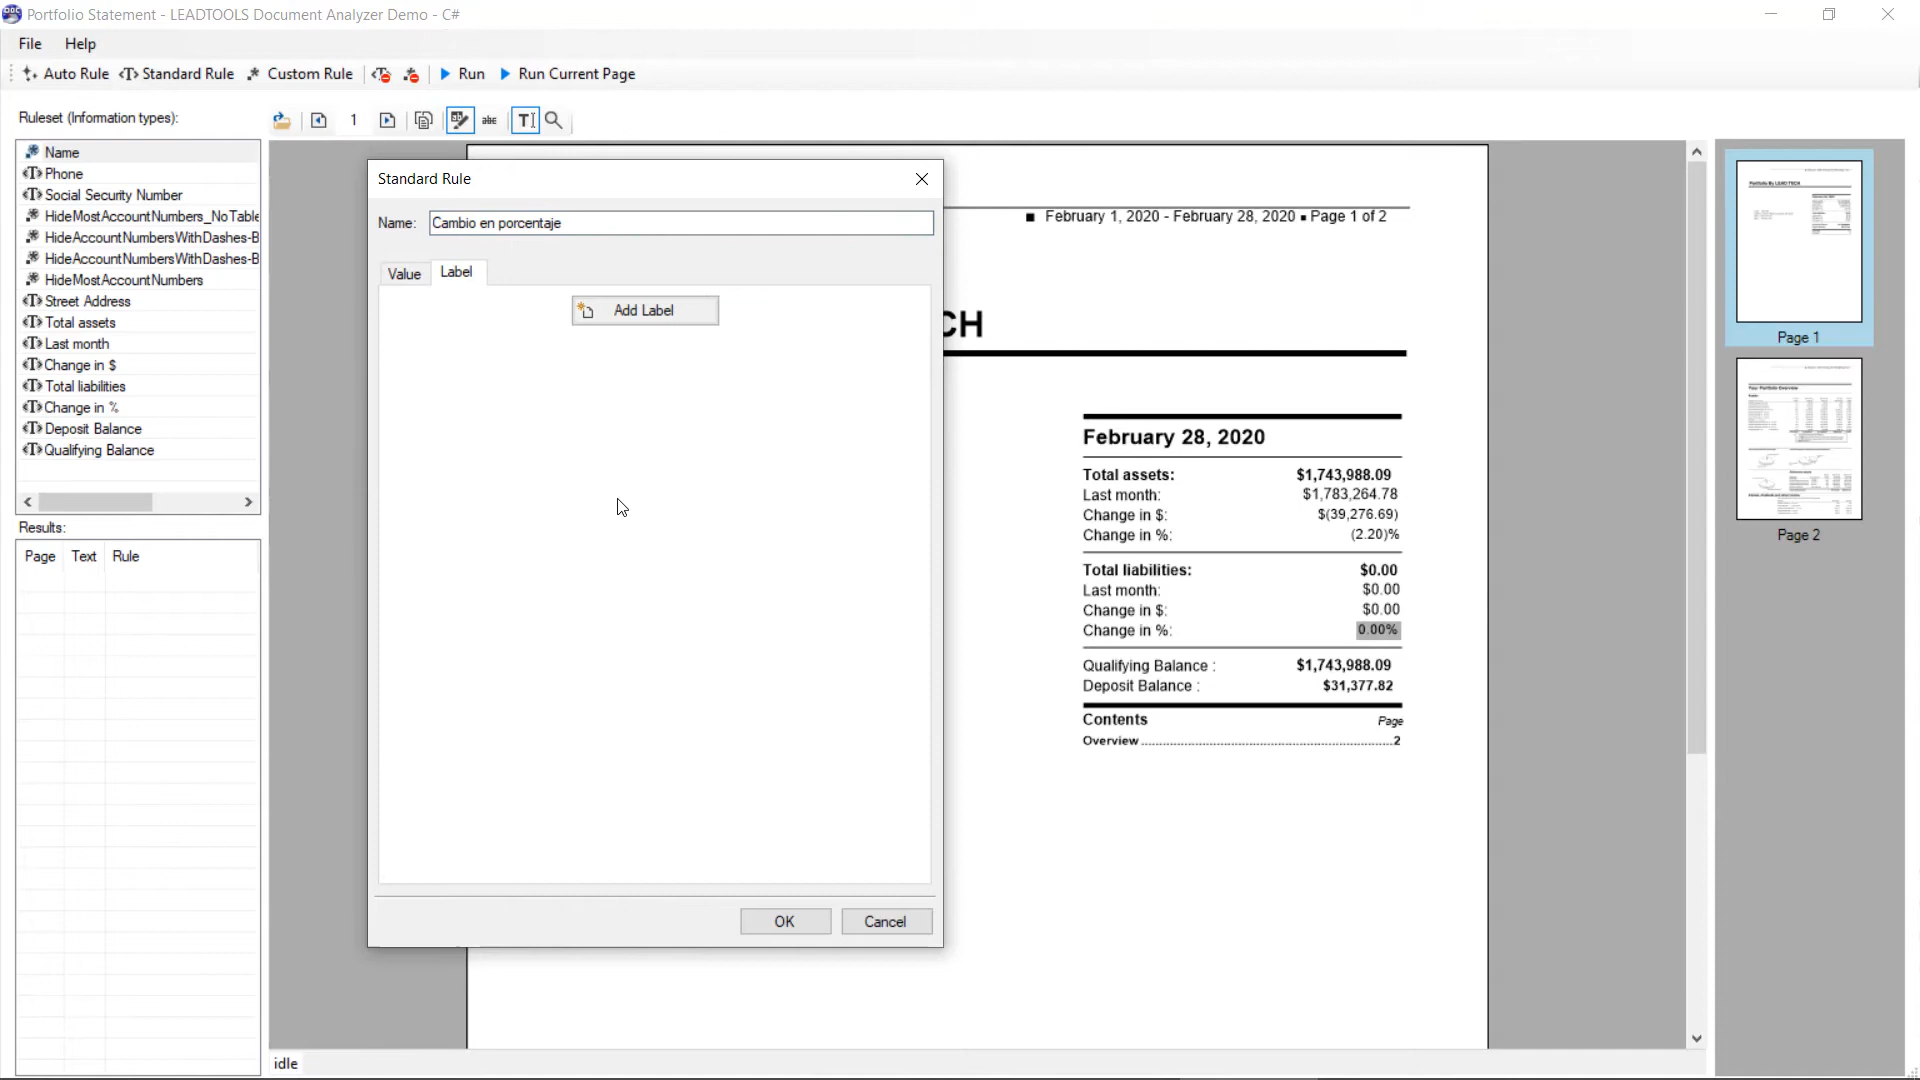 Portfolio Statement - LEADTOOLS Document Analyzer Demo - C#
File Help
Auto Rule Standard Rule Custom Rule Run Run Current Page
Ruleset (Information types):
1
Name
Phone
Social Security Number
HideMostAccountNumbers_NoTable
HideAccountNumbersWithDashes-B
HideAccountNumbersWithDashes-B
HideMostAccountNumbers
Street Address
Total assets
Last month
Change in $
Total liabilities
Change in %
Deposit Balance
Qualifying Balance
Results:
Page Text Rule
Standard Rule
Name: Cambio en porcentaje
Value Label
Add Label
OK Cancel
■ February 1, 2020 - February 28, 2020 ▪ Page 1 of 2
CH
February 28, 2020
Total assets: $1,743,988.09
Last month: $1,783,264.78
Change in $: $(39,276.69)
Change in %: (2.20)%
Total liabilities: $0.00
Last month: $0.00
Change in $: $0.00
Change in %: 0.00%
Qualifying Balance : $1,743,988.09
Deposit Balance : $31,377.82
Contents Page
Overview 2
Portfolio By LEAD TECH
Page 1
Your Portfolio Overview
Page 2
idle